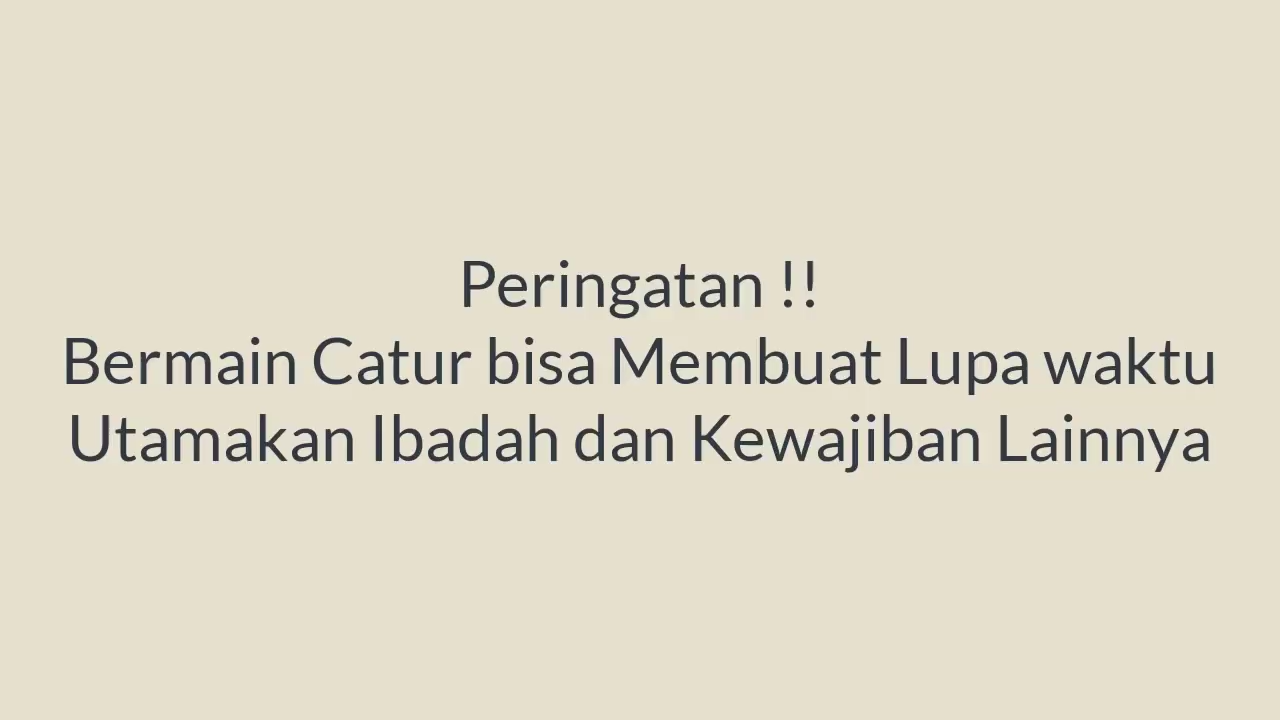 Peringatan !!
Bermain Catur bisa Membuat Lupa waktu
Utamakan Ibadah dan Kewajiban Lainnya